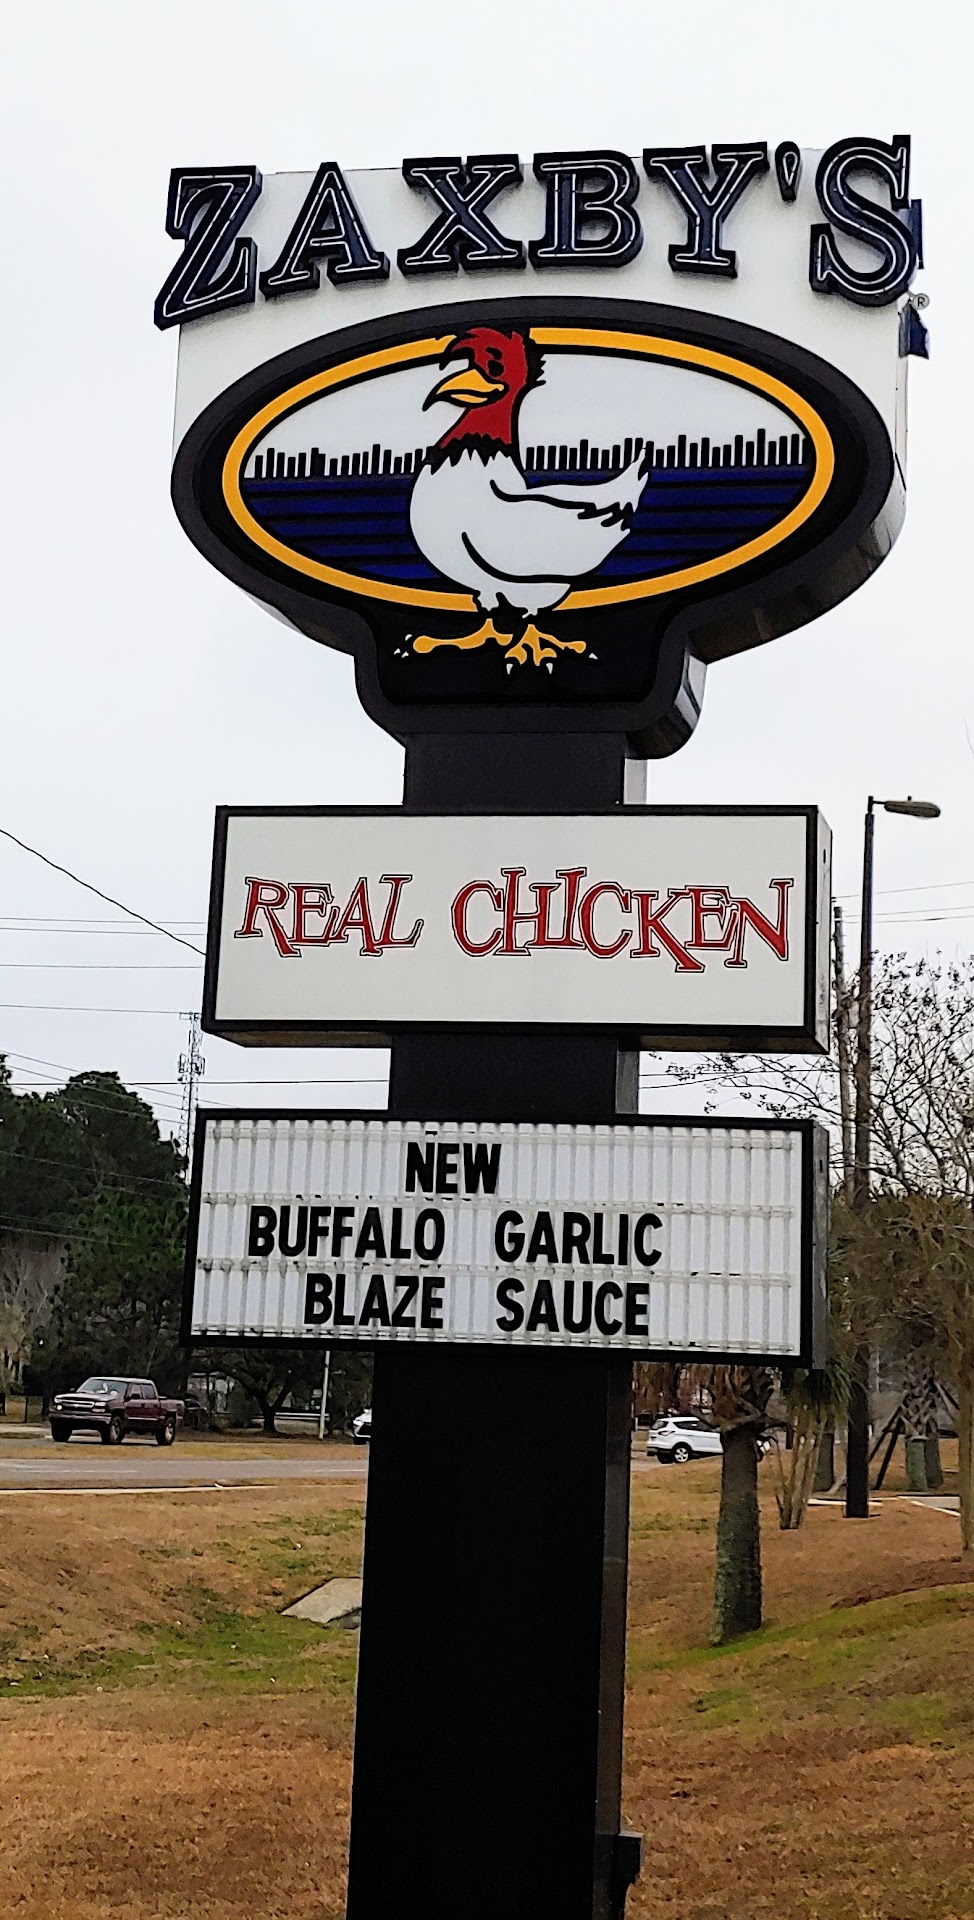 ZAXBY'S
®
REAL CHICKEN
NEW
BUFFALO GARLIC
BLAZE SAUCE